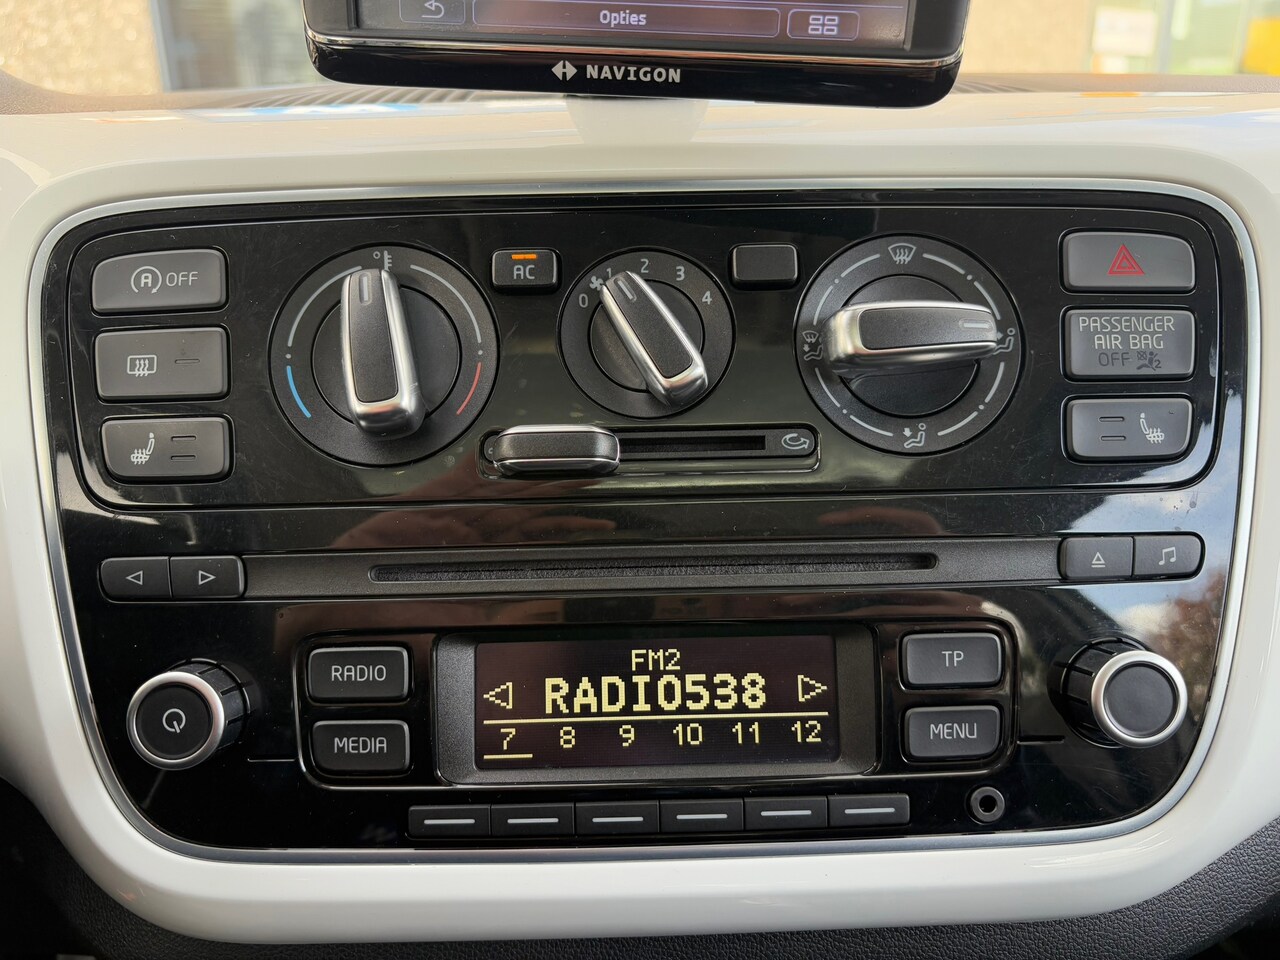 Opties
NAVIGON
A OFF
AC
0 1 2 3 4
PASSENGER
AIR BAG
OFF 2
RADIO
MEDIA
FM2
RADIO538
7 8 9 10 11 12
TP
MENU